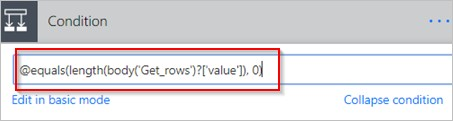 Condition
...
@equals(length(body('Get_rows')?['value']), 0)
Edit in basic mode
Collapse condition